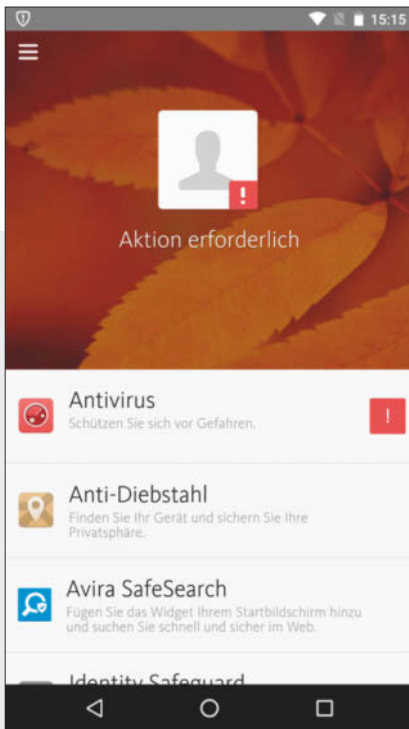 15:15
!
Aktion erforderlich
Antivirus
Schützen Sie sich vor Gefahren.
!
Anti-Diebstahl
Finden Sie Ihr Gerät und sichern Sie Ihre
Privatsphäre.
Avira SafeSearch
Fügen Sie das Widget Ihrem Startbildschirm hinzu
und suchen Sie schnell und sicher im Web.
Identity Safeguard